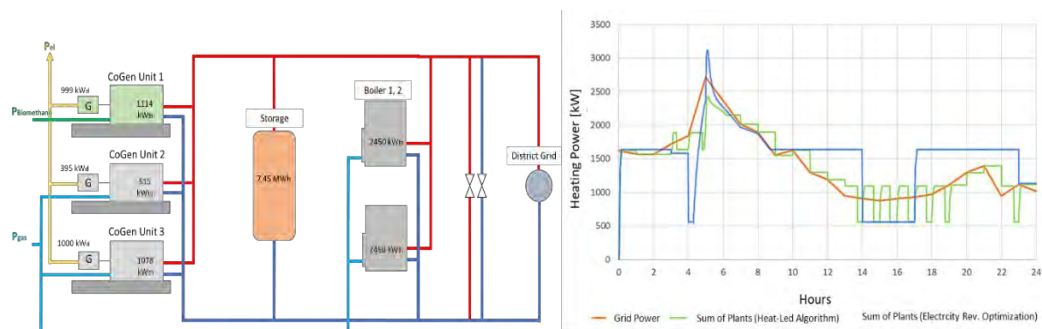 Pel
CoGen Unit 1
999 kWel
G
1114
kWth
PBiomethan
CoGen Unit 2
395 kWel
G
515
kWth
Pgas
CoGen Unit 3
1000 kWel
G
1978
kWth
Storage
7,45 MWh
Boiler 1, 2
2450 kWth
2450 kWth
District Grid
Heating Power [kW]
3500
3000
2500
2000
1500
1000
500
0
0 2 4 6 8 10 12 14 16 18 20 22 24
Hours
Grid Power
Sum of Plants (Heat-Led Algorithm)
Sum of Plants (Electrcity Rev. Optimization)